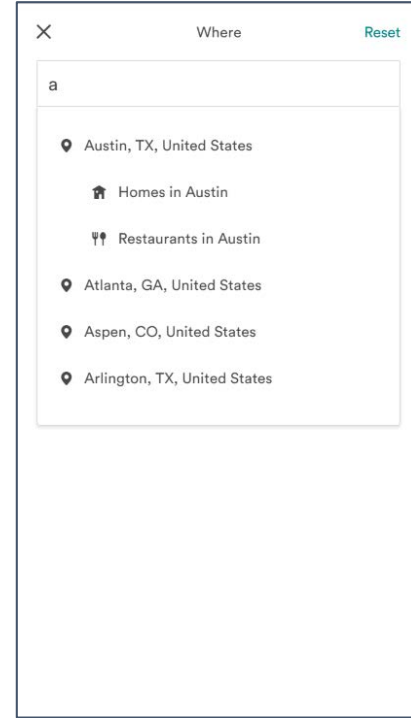 Where
Reset
a
Austin, TX, United States
Homes in Austin
Restaurants in Austin
Atlanta, GA, United States
Aspen, CO, United States
Arlington, TX, United States